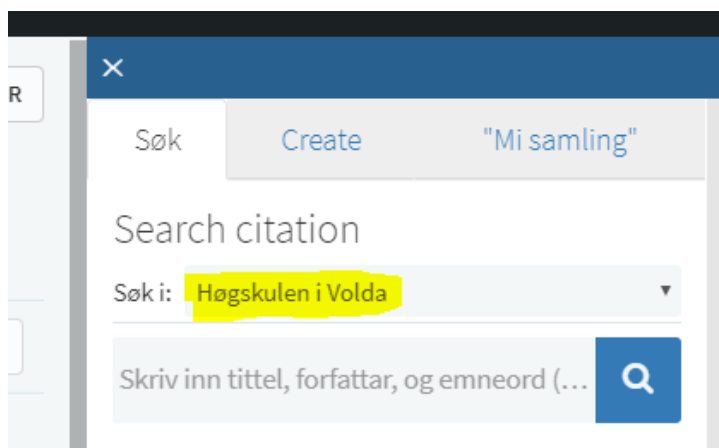 R
×
Søk Create "Mi samling"
Search citation
Søk i: Høgskulen i Volda
Skriv inn tittel, forfattar, og emneord (...